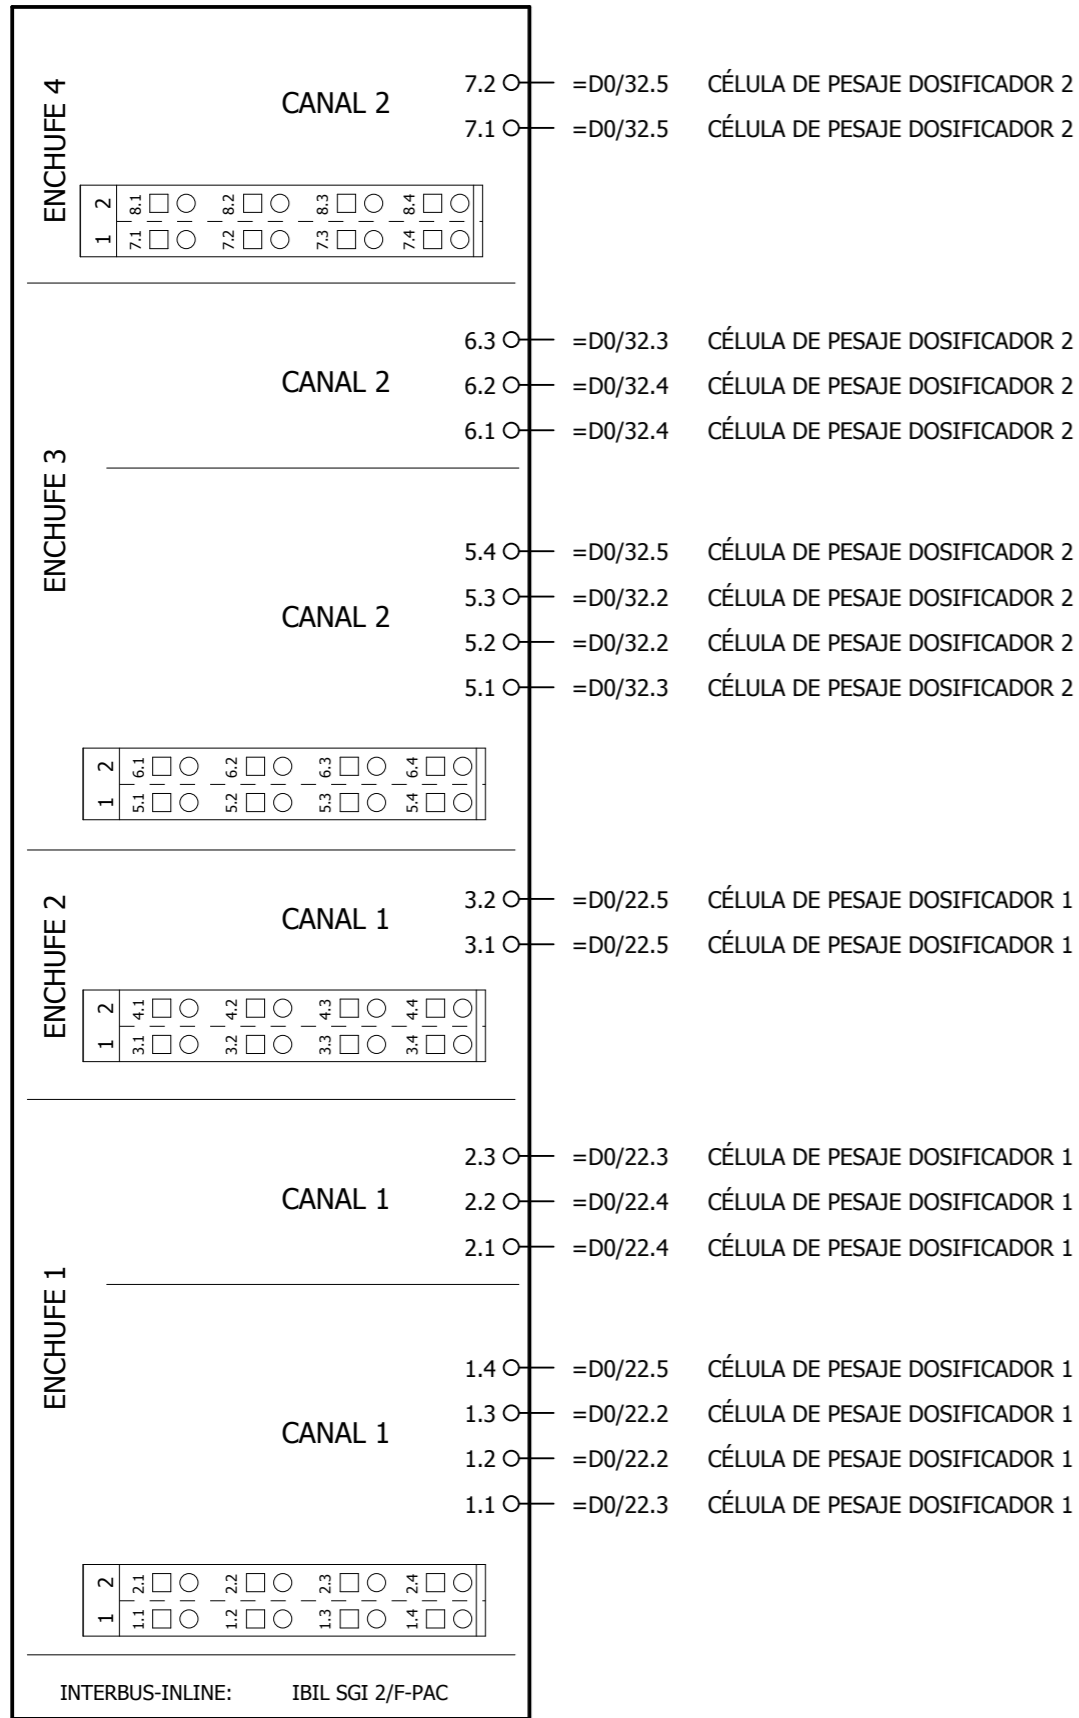 ENCHUFE 4
CANAL 2
7.2 =D0/32.5 CÉLULA DE PESAJE DOSIFICADOR 2
7.1 =D0/32.5 CÉLULA DE PESAJE DOSIFICADOR 2
2 8.1 8.2 8.3 8.4
1 7.1 7.2 7.3 7.4
ENCHUFE 3
CANAL 2
6.3 =D0/32.3 CÉLULA DE PESAJE DOSIFICADOR 2
6.2 =D0/32.4 CÉLULA DE PESAJE DOSIFICADOR 2
6.1 =D0/32.4 CÉLULA DE PESAJE DOSIFICADOR 2
CANAL 2
5.4 =D0/32.5 CÉLULA DE PESAJE DOSIFICADOR 2
5.3 =D0/32.2 CÉLULA DE PESAJE DOSIFICADOR 2
5.2 =D0/32.2 CÉLULA DE PESAJE DOSIFICADOR 2
5.1 =D0/32.3 CÉLULA DE PESAJE DOSIFICADOR 2
2 6.1 6.2 6.3 6.4
1 5.1 5.2 5.3 5.4
ENCHUFE 2
CANAL 1
3.2 =D0/22.5 CÉLULA DE PESAJE DOSIFICADOR 1
3.1 =D0/22.5 CÉLULA DE PESAJE DOSIFICADOR 1
2 4.1 4.2 4.3 4.4
1 3.1 3.2 3.3 3.4
ENCHUFE 1
CANAL 1
2.3 =D0/22.3 CÉLULA DE PESAJE DOSIFICADOR 1
2.2 =D0/22.4 CÉLULA DE PESAJE DOSIFICADOR 1
2.1 =D0/22.4 CÉLULA DE PESAJE DOSIFICADOR 1
CANAL 1
1.4 =D0/22.5 CÉLULA DE PESAJE DOSIFICADOR 1
1.3 =D0/22.2 CÉLULA DE PESAJE DOSIFICADOR 1
1.2 =D0/22.2 CÉLULA DE PESAJE DOSIFICADOR 1
1.1 =D0/22.3 CÉLULA DE PESAJE DOSIFICADOR 1
2 2.1 2.2 2.3 2.4
1 1.1 1.2 1.3 1.4
INTERBUS-INLINE: IBIL SGI 2/F-PAC